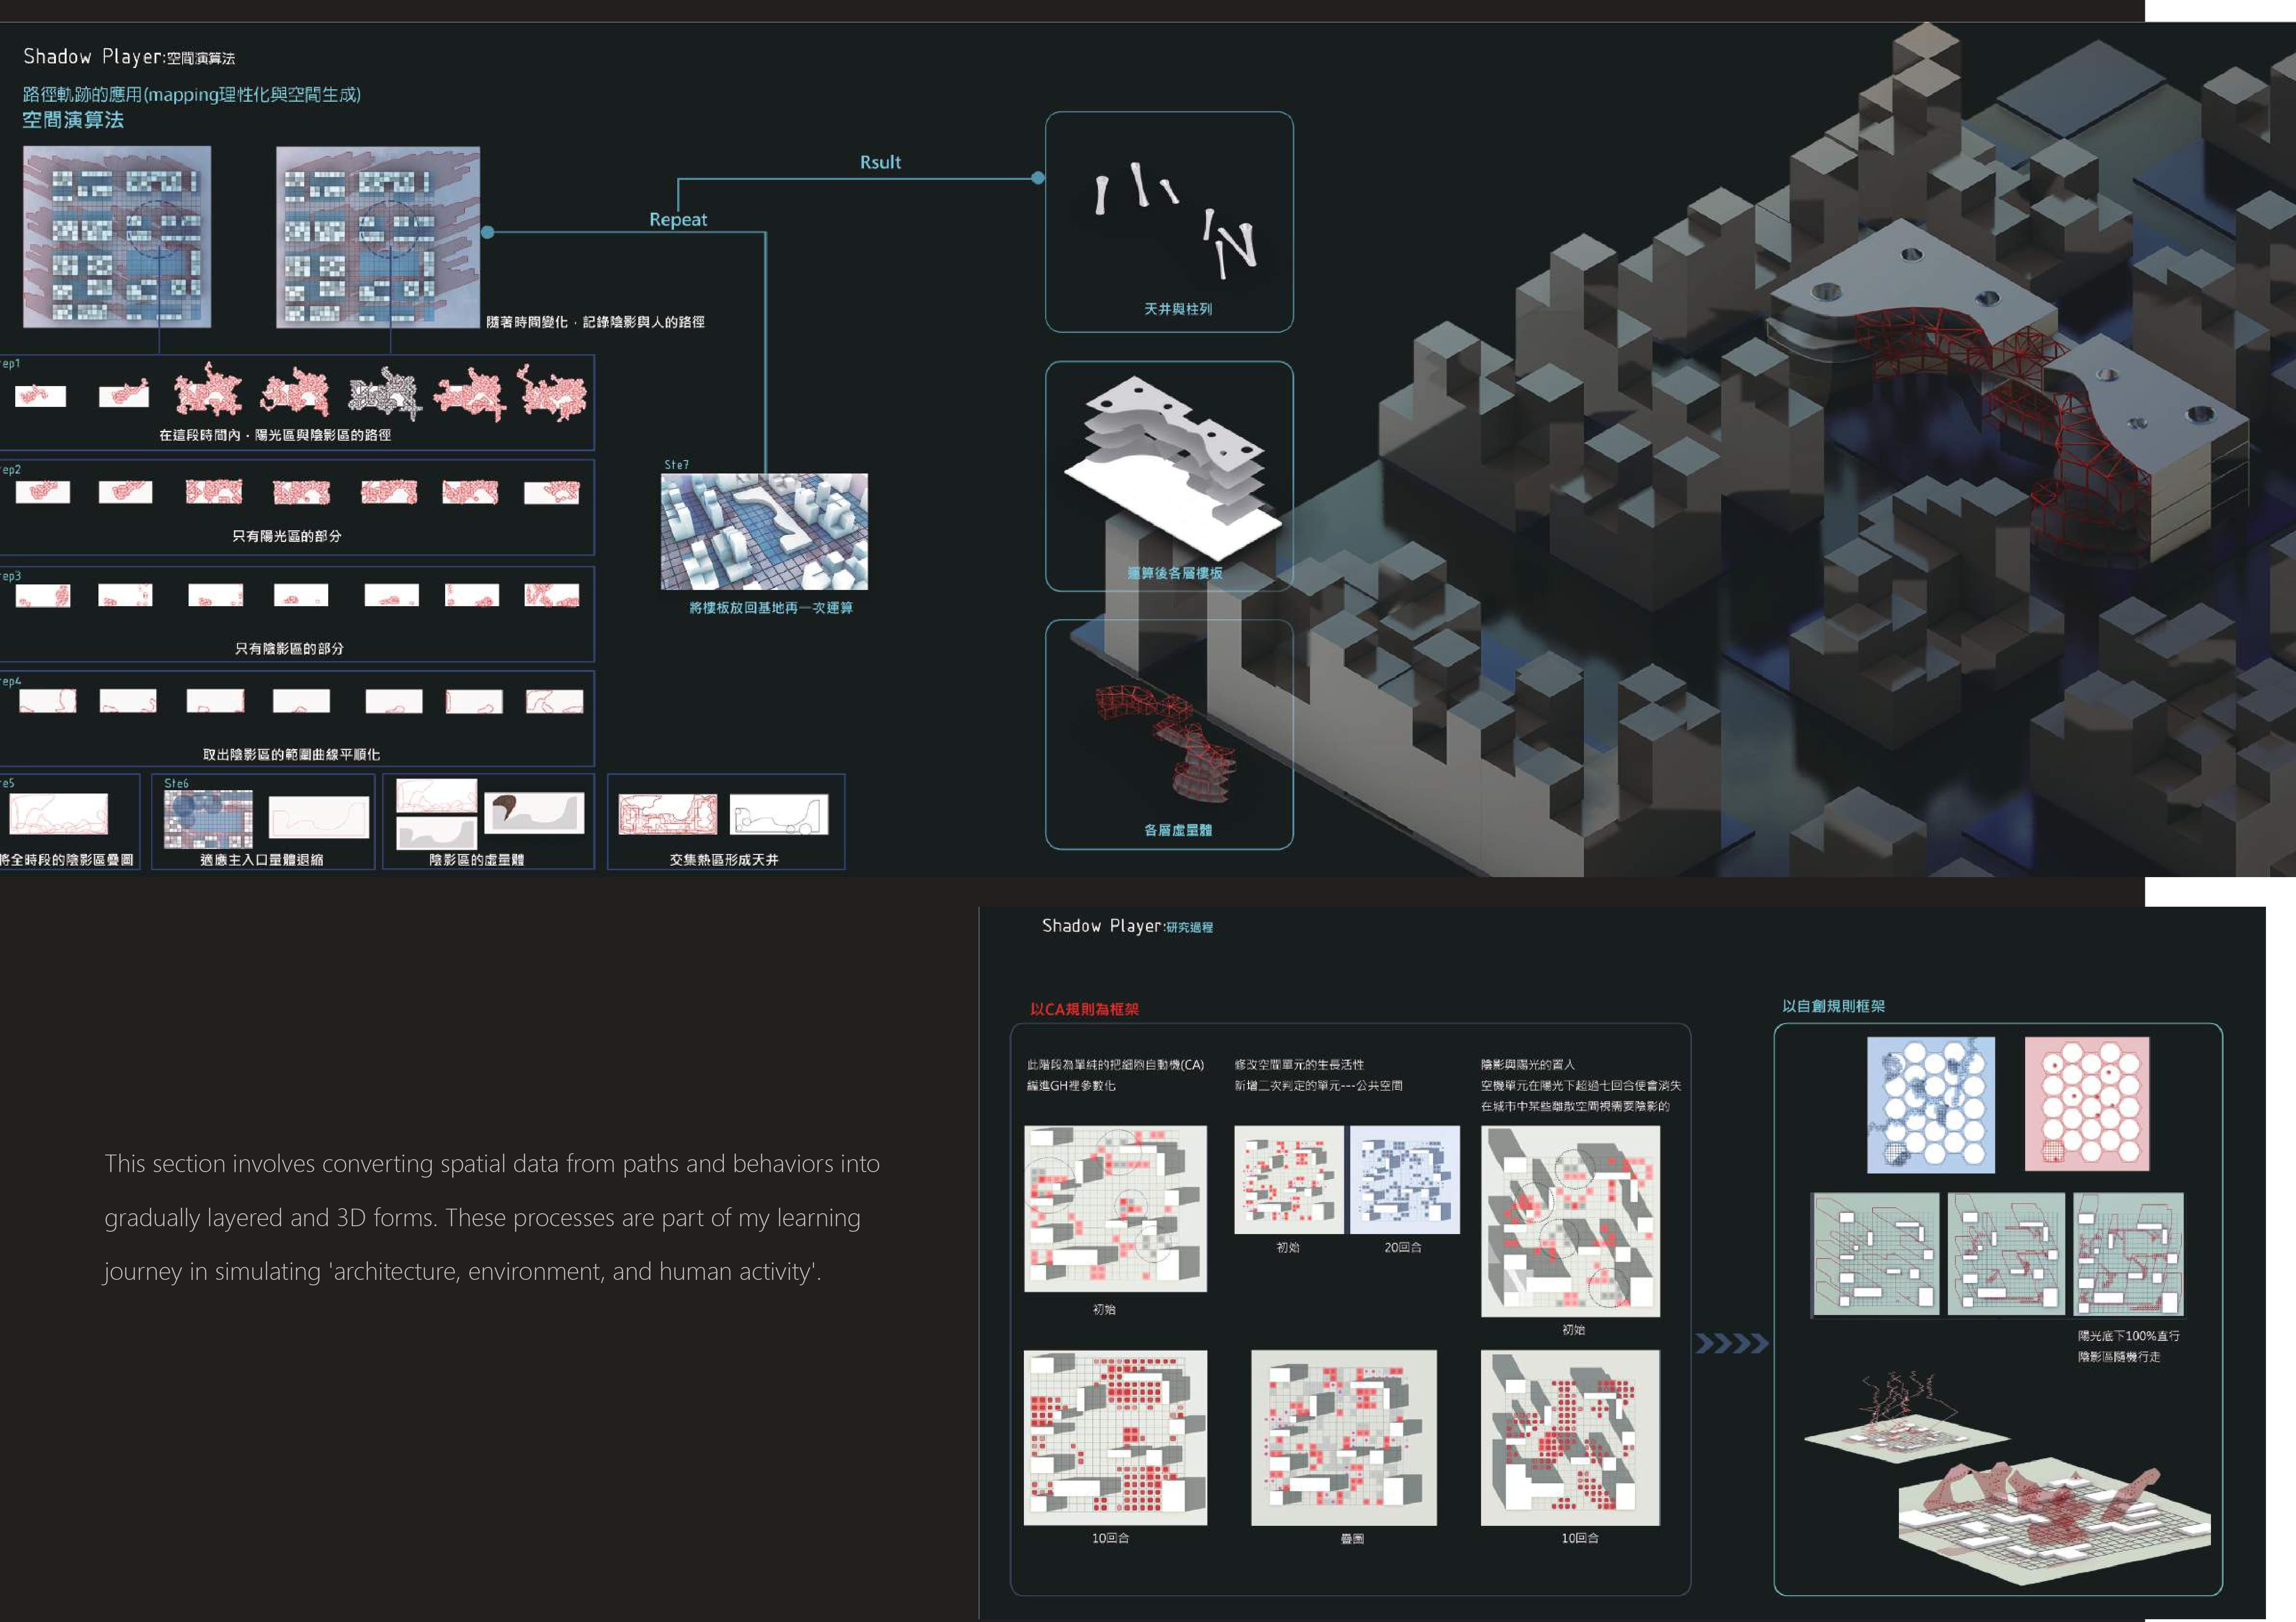 Shadow Player:空間演算法
路徑軌跡的應用(mapping理性化與空間生成)
空間演算法
Rsult
Repeat
隨著時間變化，記錄陰影與人的路徑
天井與柱列
ep1
在這段時間內，陽光區與陰影區的路徑
ep2
只有陽光區的部分
Ste7
將樓板放回基地再一次運算
運算後各層樓板
ep3
只有陰影區的部分
ep4
取出陰影區的範圍曲線平順化
e5
將全時段的陰影區疊圖
Ste6
適應主入口量體退縮
陰影區的虛量體
交集熱區形成天井
各層虛量體
This section involves converting spatial data from paths and behaviors into
gradually layered and 3D forms. These processes are part of my learning
journey in simulating 'architecture, environment, and human activity'.
Shadow Player:研究過程
以CA規則為框架
此階段為單純的把細胞自動機(CA)
編進GH裡參數化
初始
10回合
修改空間單元的生長活性
新增二次判定的單元---公共空間
初始
20回合
疊圖
陰影與陽光的置入
空機單元在陽光下超過七回合便會消失
在城市中某些離散空間視需要陰影的
初始
10回合
以自創規則框架
陽光底下100%直行
陰影區隨機行走